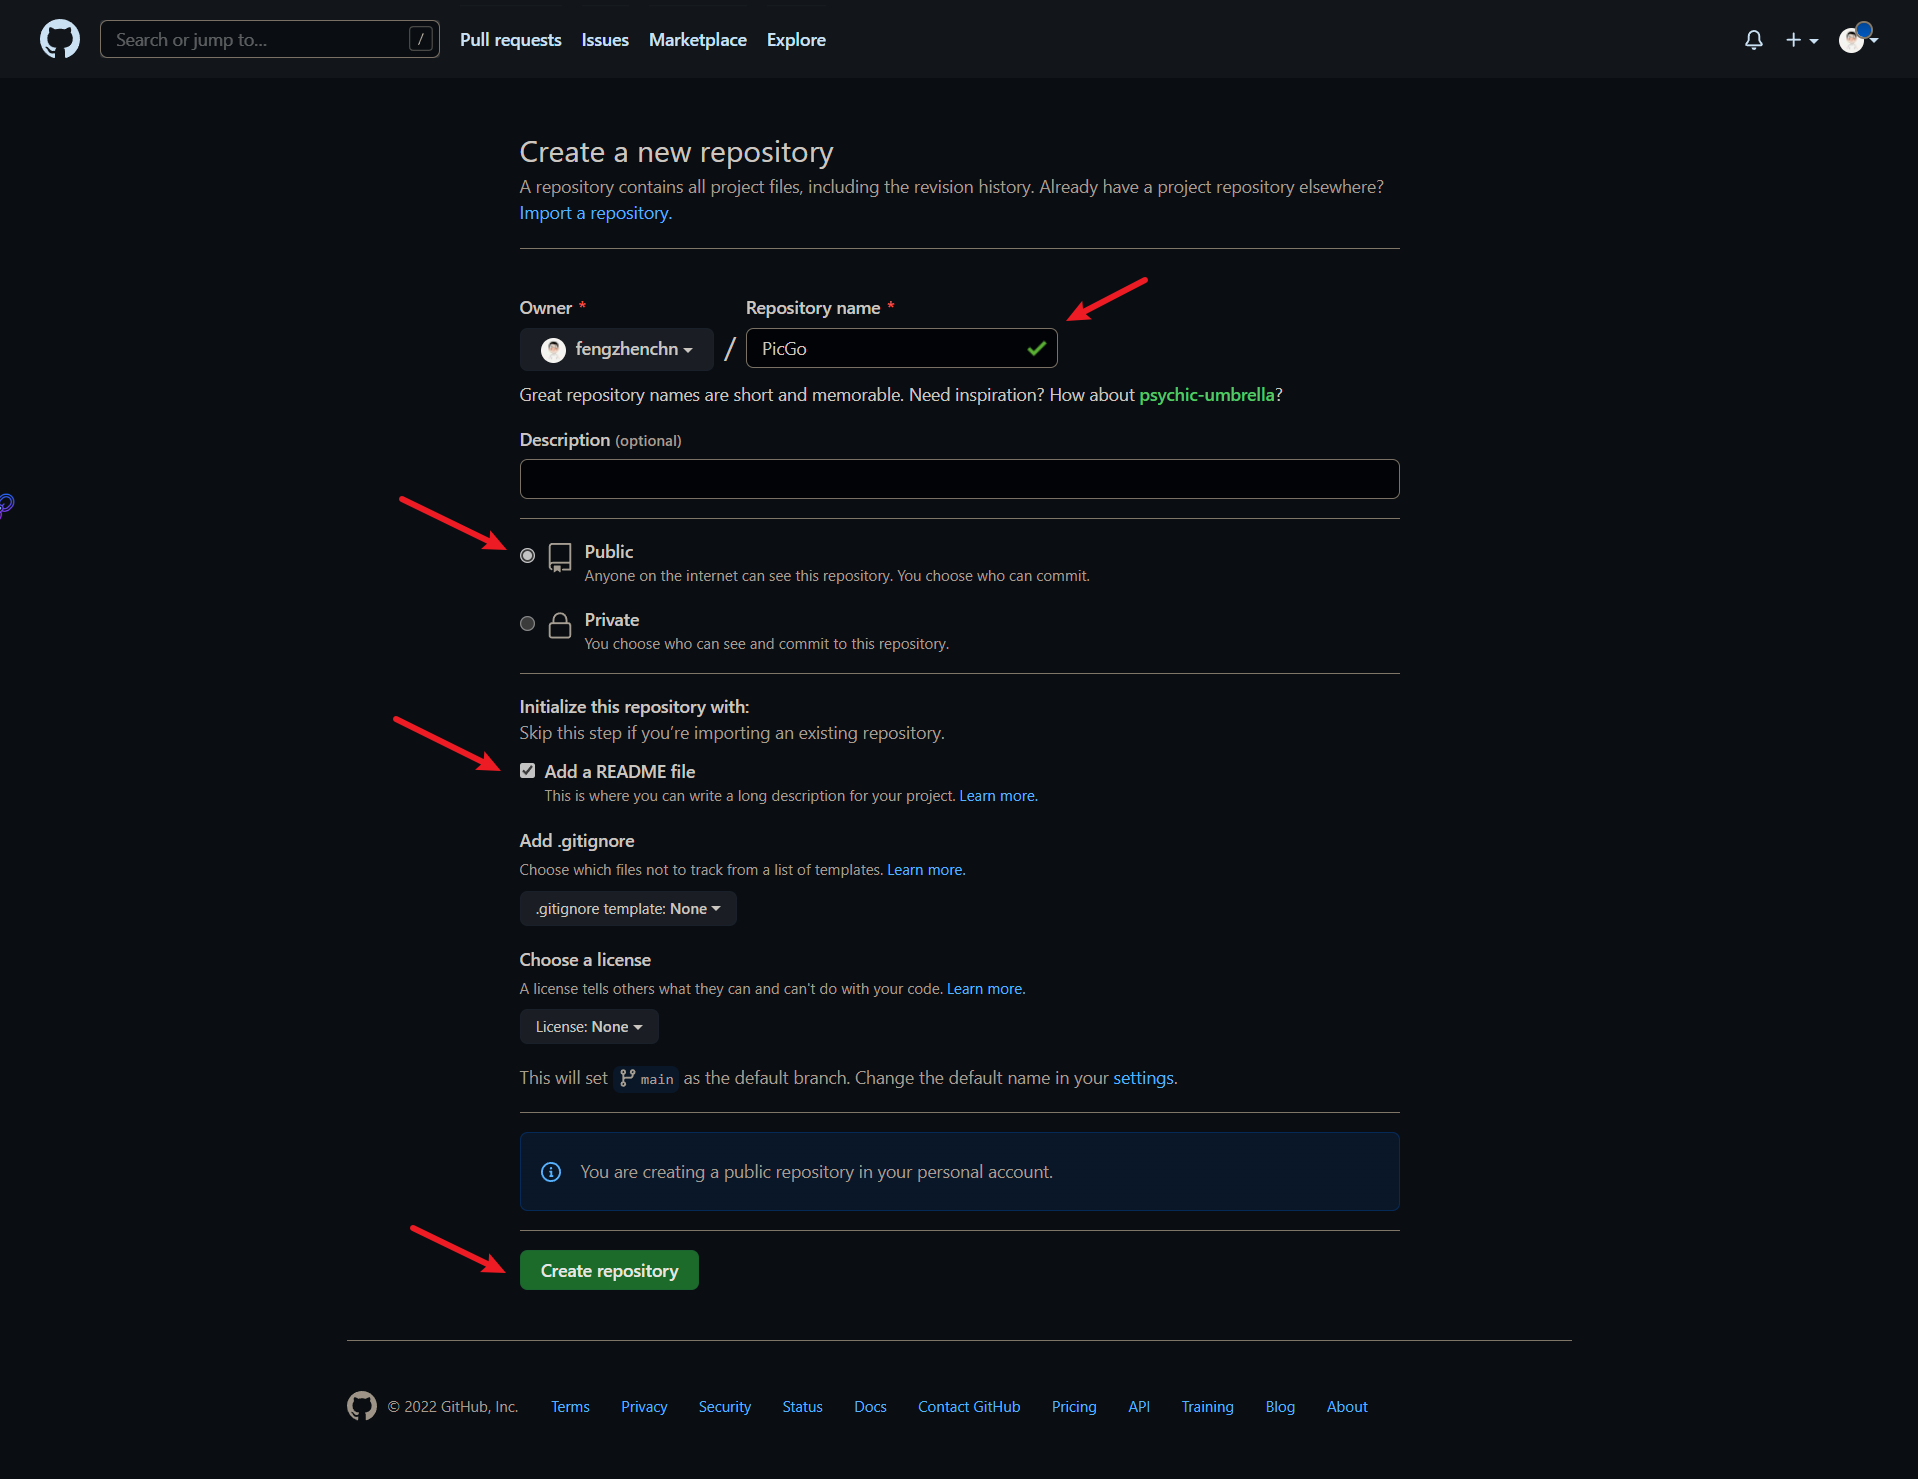 Search or jump to... /
Pull requests Issues Marketplace Explore
Create a new repository
A repository contains all project files, including the revision history. Already have a project repository elsewhere?
Import a repository.
Owner * Repository name *
fengzhenchn / PicGo
Great repository names are short and memorable. Need inspiration? How about psychic-umbrella?
Description (optional)
Public
Anyone on the internet can see this repository. You choose who can commit.
Private
You choose who can see and commit to this repository.
Initialize this repository with:
Skip this step if you’re importing an existing repository.
Add a README file
This is where you can write a long description for your project. Learn more.
Add .gitignore
Choose which files not to track from a list of templates. Learn more.
.gitignore template: None
Choose a license
A license tells others what they can and can't do with your code. Learn more.
License: None
This will set main as the default branch. Change the default name in your settings.
You are creating a public repository in your personal account.
Create repository
© 2022 GitHub, Inc. Terms Privacy Security Status Docs Contact GitHub Pricing API Training Blog About